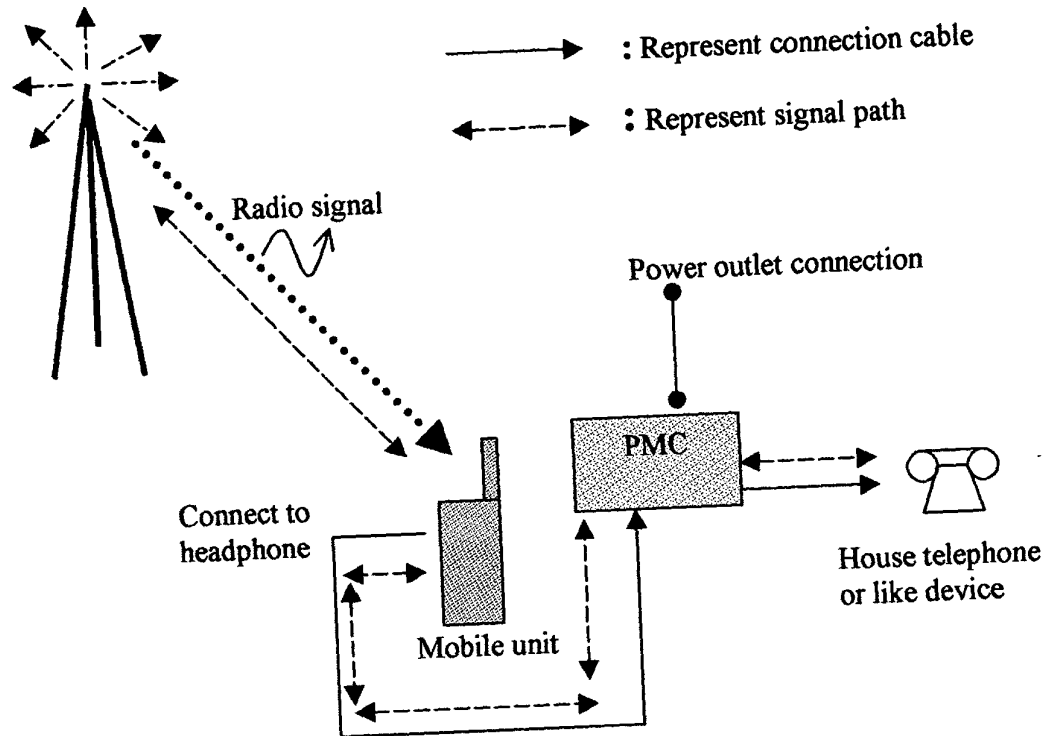 : Represent connection cable
: Represent signal path
Radio signal
Power outlet connection
PMC
Connect to
headphone
House telephone
or like device
Mobile unit